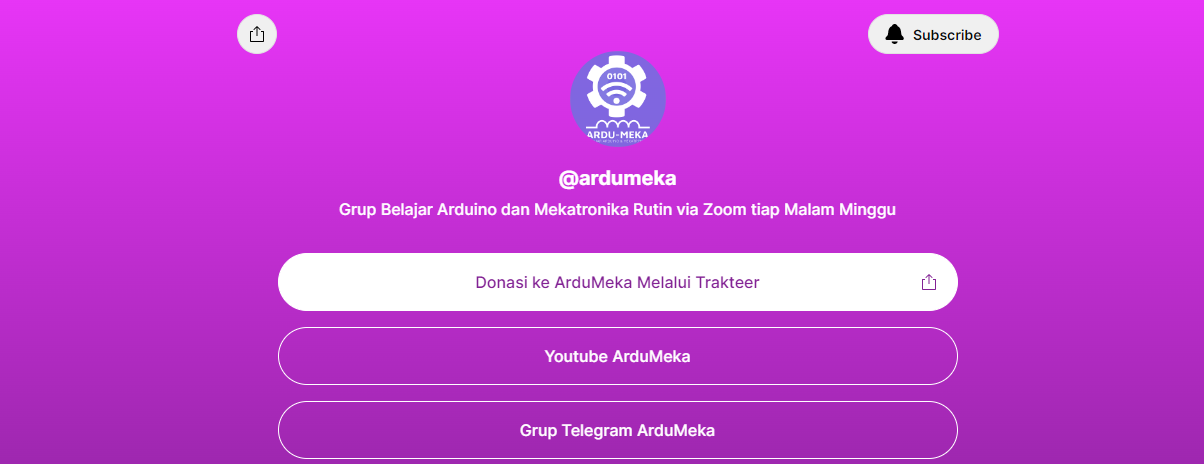 Subscribe
0101
ARDU-MEKA
@ardumeka
Grup Belajar Arduino dan Mekatronika Rutin via Zoom tiap Malam Minggu
Donasi ke ArduMeka Melalui Trakteer
Youtube ArduMeka
Grup Telegram ArduMeka